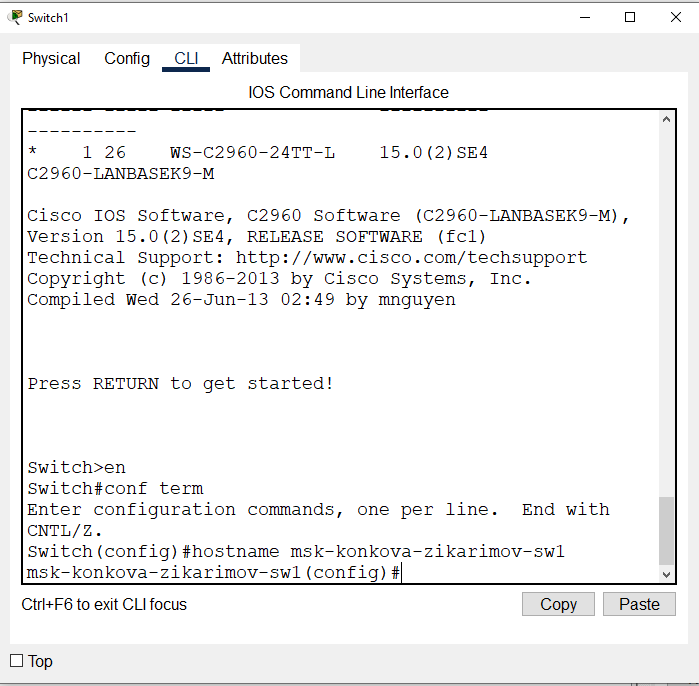 Switch1
Physical Config CLI Attributes
IOS Command Line Interface
----------
* 1 26 WS-C2960-24TT-L 15.0(2)SE4
C2960-LANBASEK9-M
Cisco IOS Software, C2960 Software (C2960-LANBASEK9-M),
Version 15.0(2)SE4, RELEASE SOFTWARE (fc1)
Technical Support: http://www.cisco.com/techsupport
Copyright (c) 1986-2013 by Cisco Systems, Inc.
Compiled Wed 26-Jun-13 02:49 by mnguyen
Press RETURN to get started!
Switch>en
Switch#conf term
Enter configuration commands, one per line. End with
CNTL/Z.
Switch(config)#hostname msk-konkova-zikarimov-sw1
msk-konkova-zikarimov-sw1(config)#
Ctrl+F6 to exit CLI focus
Copy Paste
Top